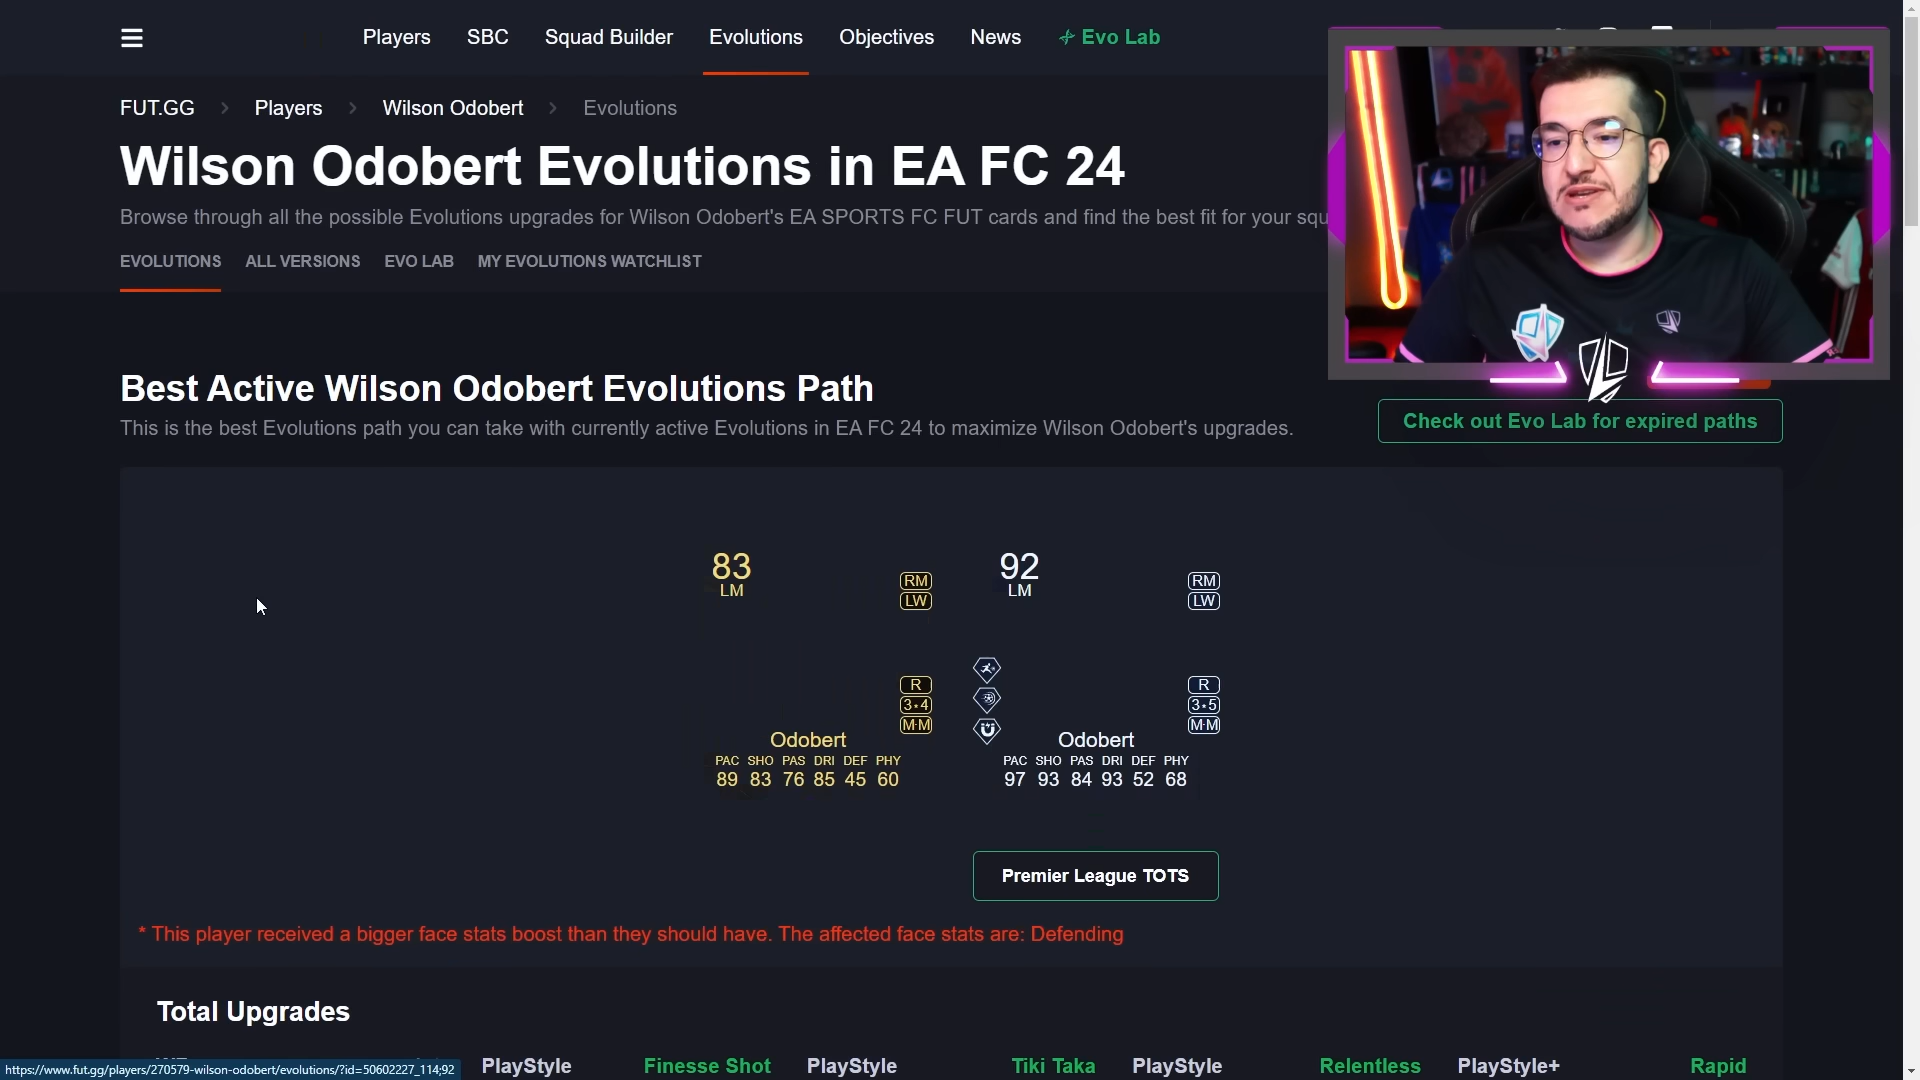 Players SBC Squad Builder Evolutions Objectives News Evo Lab
FUT.GG > Players > Wilson Odobert > Evolutions
Wilson Odobert Evolutions in EA FC 24
Browse through all the possible Evolutions upgrades for Wilson Odobert's EA SPORTS FC FUT cards and find the best fit for your squ
EVOLUTIONS ALL VERSIONS EVO LAB MY EVOLUTIONS WATCHLIST
Best Active Wilson Odobert Evolutions Path
This is the best Evolutions path you can take with currently active Evolutions in EA FC 24 to maximize Wilson Odobert's upgrades.
Check out Evo Lab for expired paths
83
LM
RM
LW
R
3⋆4
M·M
Odobert
PAC SHO PAS DRI DEF PHY
89 83 76 85 45 60
92
LM
RM
LW
R
3⋆5
M·M
Odobert
PAC SHO PAS DRI DEF PHY
97 93 84 93 52 68
Premier League TOTS
* This player received a bigger face stats boost than they should have. The affected face stats are: Defending
Total Upgrades
PlayStyle Finesse Shot PlayStyle Tiki Taka PlayStyle Relentless PlayStyle+ Rapid
https://www.fut.gg/players/270579-wilson-odobert/evolutions/?id=50602227_114;92